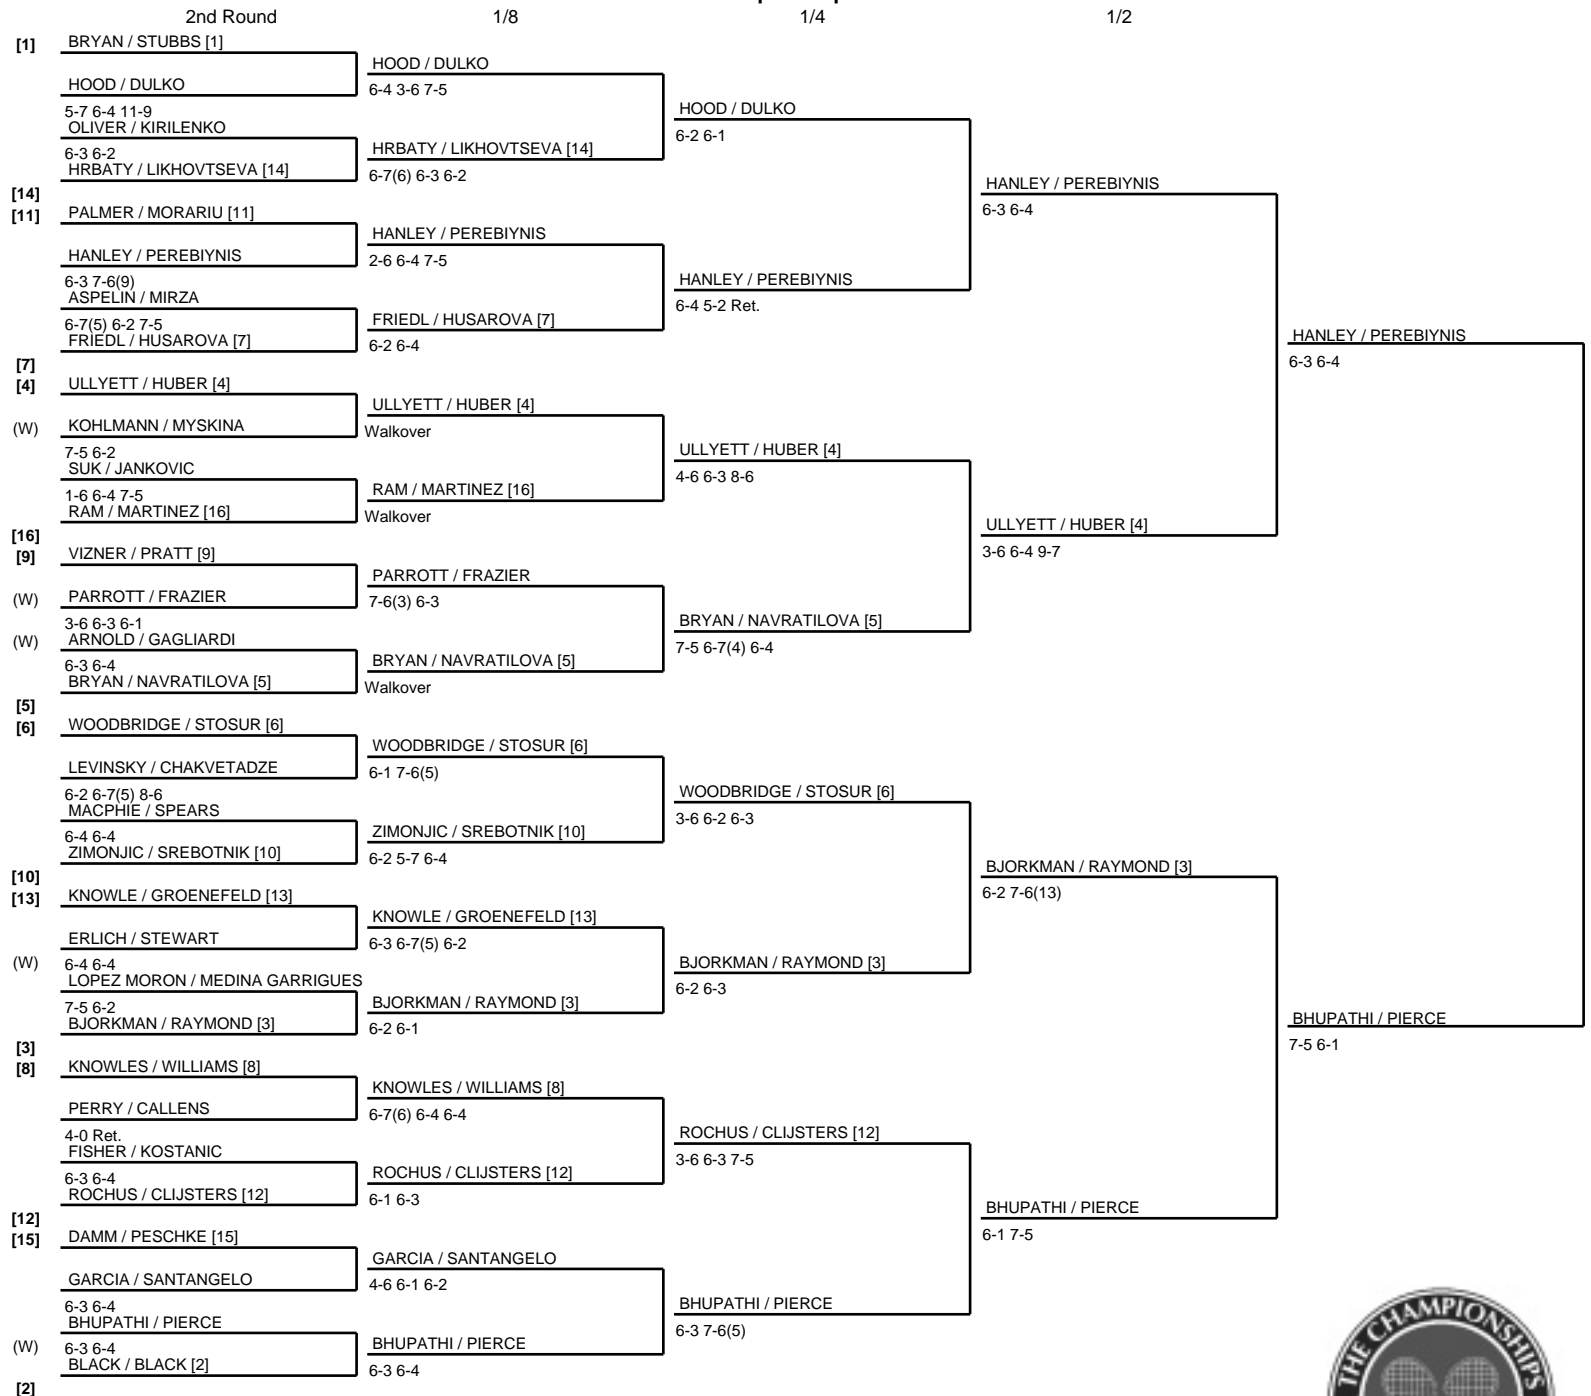 2nd Round 1/8 1/4 1/2
[1] BRYAN / STUBBS [1]
HOOD / DULKO
6-4 3-6 7-5
HOOD / DULKO
5-7 6-4 11-9
HOOD / DULKO
6-2 6-1
OLIVER / KIRILENKO
6-3 6-2
HRBATY / LIKHOVTSEVA [14]
6-7(6) 6-3 6-2
HRBATY / LIKHOVTSEVA [14]
[14]
HANLEY / PEREBIYNIS
6-3 6-4
[11] PALMER / MORARIU [11]
HANLEY / PEREBIYNIS
2-6 6-4 7-5
HANLEY / PEREBIYNIS
6-3 7-6(9)
HANLEY / PEREBIYNIS
6-4 5-2 Ret.
ASPELIN / MIRZA
6-7(5) 6-2 7-5
FRIEDL / HUSAROVA [7]
6-2 6-4
FRIEDL / HUSAROVA [7]
HANLEY / PEREBIYNIS
6-3 6-4
[7]
[4] ULLYETT / HUBER [4]
ULLYETT / HUBER [4]
Walkover
(W) KOHLMANN / MYSKINA
7-5 6-2
ULLYETT / HUBER [4]
4-6 6-3 8-6
SUK / JANKOVIC
1-6 6-4 7-5
RAM / MARTINEZ [16]
Walkover
RAM / MARTINEZ [16]
[16]
ULLYETT / HUBER [4]
3-6 6-4 9-7
[9] VIZNER / PRATT [9]
PARROTT / FRAZIER
7-6(3) 6-3
(W) PARROTT / FRAZIER
3-6 6-3 6-1
BRYAN / NAVRATILOVA [5]
7-5 6-7(4) 6-4
(W) ARNOLD / GAGLIARDI
6-3 6-4
BRYAN / NAVRATILOVA [5]
Walkover
BRYAN / NAVRATILOVA [5]
[5]
[6] WOODBRIDGE / STOSUR [6]
WOODBRIDGE / STOSUR [6]
6-1 7-6(5)
LEVINSKY / CHAKVETADZE
6-2 6-7(5) 8-6
WOODBRIDGE / STOSUR [6]
3-6 6-2 6-3
MACPHIE / SPEARS
6-4 6-4
ZIMONJIC / SREBOTNIK [10]
6-2 5-7 6-4
ZIMONJIC / SREBOTNIK [10]
[10]
BJORKMAN / RAYMOND [3]
6-2 7-6(13)
[13] KNOWLE / GROENEFELD [13]
KNOWLE / GROENEFELD [13]
6-3 6-7(5) 6-2
ERLICH / STEWART
(W) 6-4 6-4
BJORKMAN / RAYMOND [3]
6-2 6-3
LOPEZ MORON / MEDINA GARRIGUES
7-5 6-2
BJORKMAN / RAYMOND [3]
6-2 6-1
BJORKMAN / RAYMOND [3]
BHUPATHI / PIERCE
7-5 6-1
[3]
[8] KNOWLES / WILLIAMS [8]
KNOWLES / WILLIAMS [8]
6-7(6) 6-4 6-4
PERRY / CALLENS
4-0 Ret.
ROCHUS / CLIJSTERS [12]
3-6 6-3 7-5
FISHER / KOSTANIC
6-3 6-4
ROCHUS / CLIJSTERS [12]
6-1 6-3
ROCHUS / CLIJSTERS [12]
[12]
BHUPATHI / PIERCE
6-1 7-5
[15] DAMM / PESCHKE [15]
GARCIA / SANTANGELO
4-6 6-1 6-2
GARCIA / SANTANGELO
6-3 6-4
BHUPATHI / PIERCE
6-3 7-6(5)
BHUPATHI / PIERCE
(W) 6-3 6-4
BHUPATHI / PIERCE
6-3 6-4
BLACK / BLACK [2]
[2]
THE CHAMPIONSHIPS